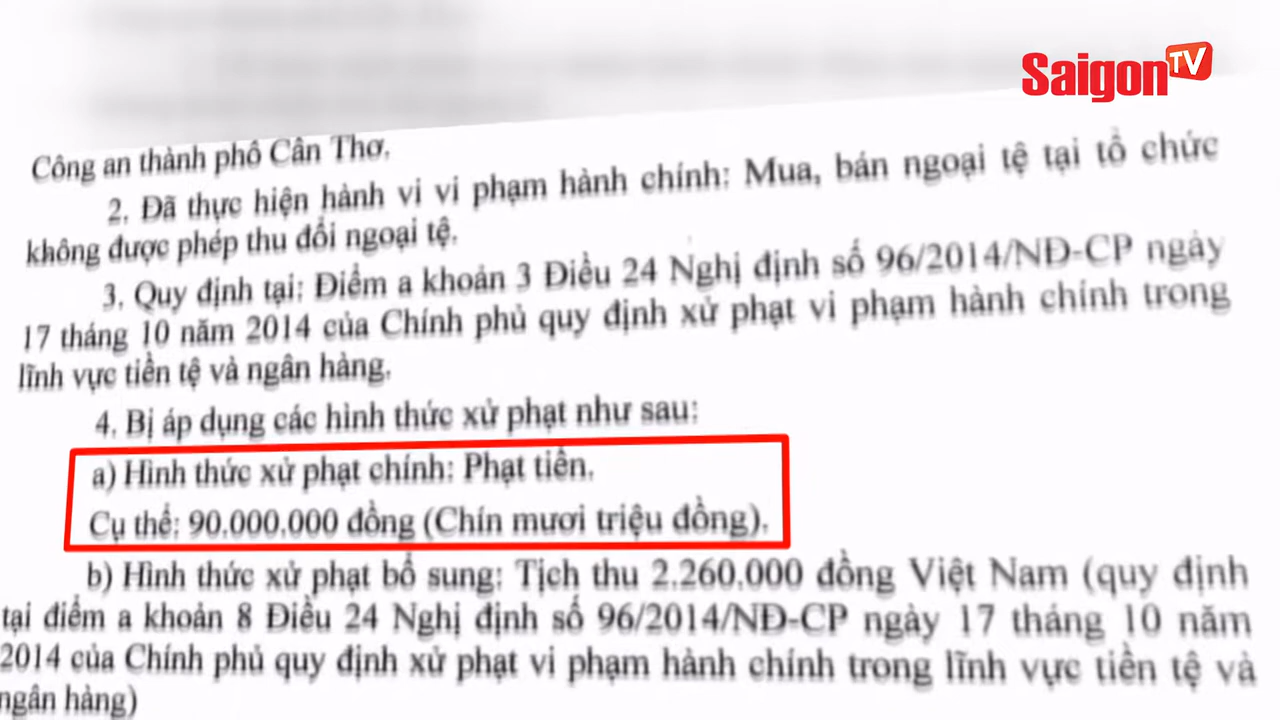 Saigon TV
Công an thành phố Cần Thơ.
2. Đã thực hiện hành vi vi phạm hành chính: Mua, bán ngoại tệ tại tổ chức
không được phép thu đổi ngoại tệ.
3. Quy định tại: Điểm a khoản 3 Điều 24 Nghị định số 96/2014/NĐ-CP ngày
17 tháng 10 năm 2014 của Chính phủ quy định xử phạt vi phạm hành chính trong
lĩnh vực tiền tệ và ngân hàng.
4. Bị áp dụng các hình thức xử phạt như sau:
a) Hình thức xử phạt chính: Phạt tiền.
Cụ thể: 90.000.000 đồng (Chín mươi triệu đồng).
b) Hình thức xử phạt bổ sung: Tịch thu 2.260.000 đồng Việt Nam (quy định
tại điểm a khoản 8 Điều 24 Nghị định số 96/2014/NĐ-CP ngày 17 tháng 10 năm
2014 của Chính phủ quy định xử phạt vi phạm hành chính trong lĩnh vực tiền tệ và
ngân hàng)